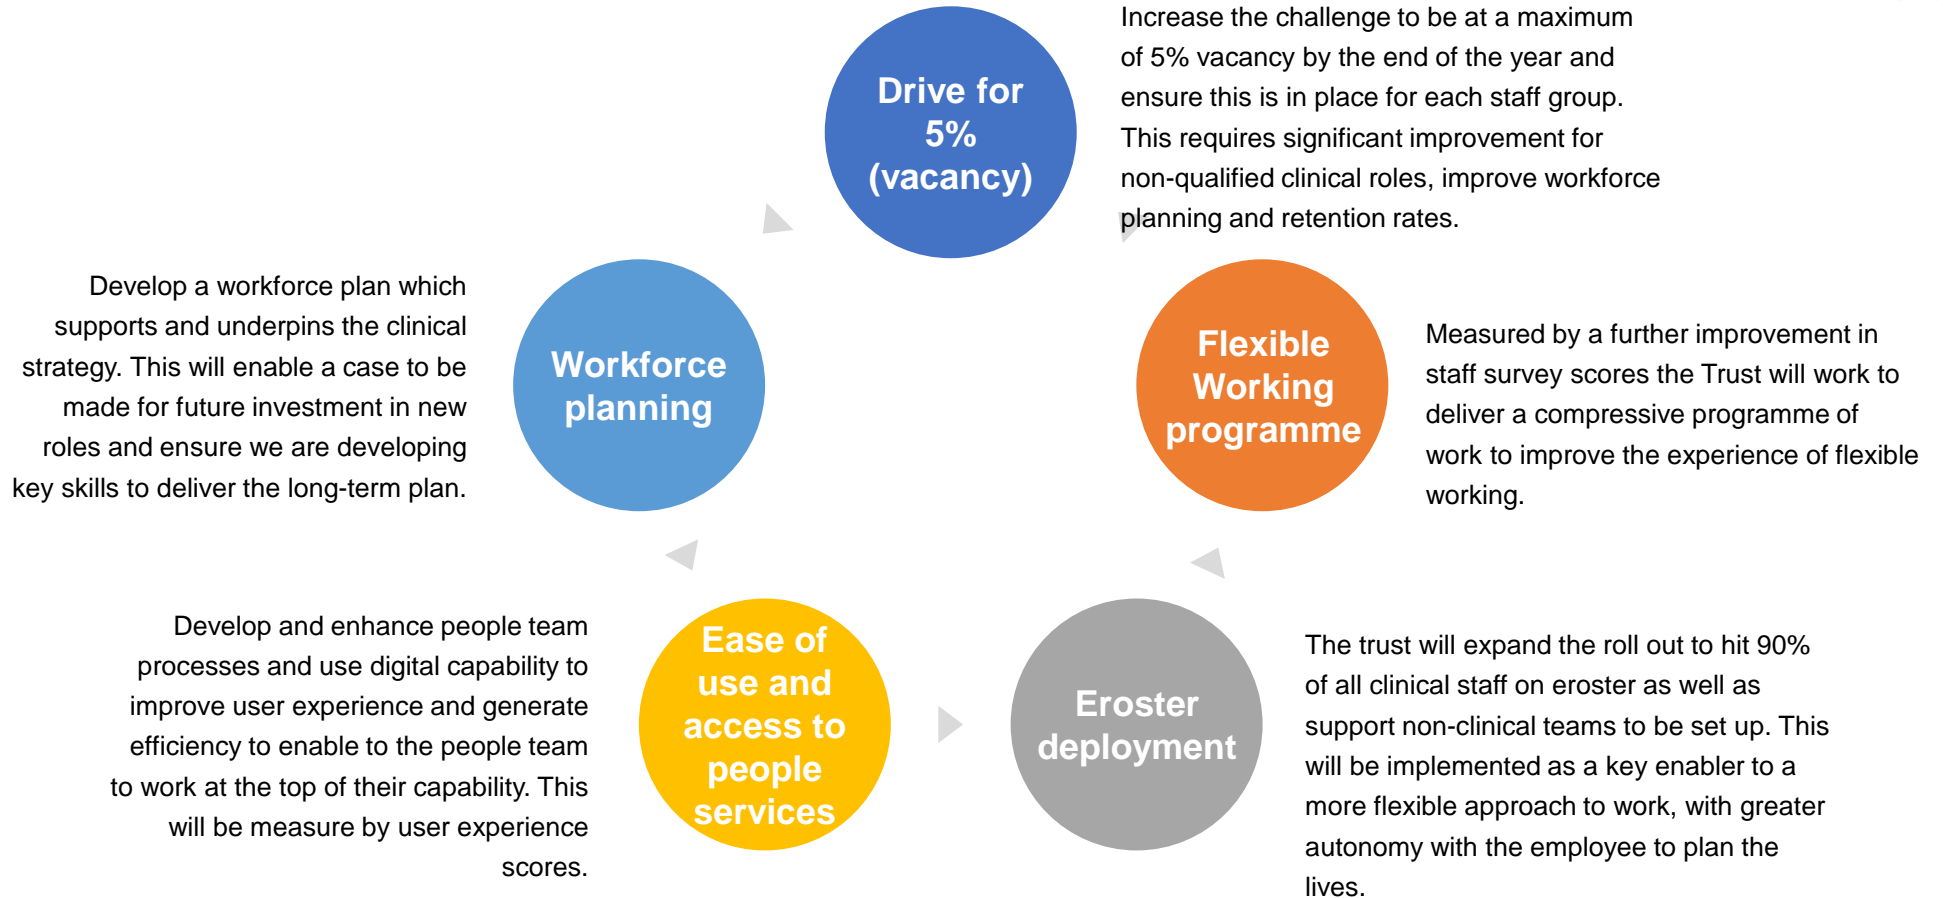 Drive for
5%
(vacancy)
Increase the challenge to be at a maximum
of 5% vacancy by the end of the year and
ensure this is in place for each staff group.
This requires significant improvement for
non-qualified clinical roles, improve workforce
planning and retention rates.
Flexible
Working
programme
Measured by a further improvement in
staff survey scores the Trust will work to
deliver a compressive programme of
work to improve the experience of flexible
working.
Eroster
deployment
The trust will expand the roll out to hit 90%
of all clinical staff on eroster as well as
support non-clinical teams to be set up. This
will be implemented as a key enabler to a
more flexible approach to work, with greater
autonomy with the employee to plan the
lives.
Ease of
use and
access to
people
services
Develop and enhance people team
processes and use digital capability to
improve user experience and generate
efficiency to enable to the people team
to work at the top of their capability. This
will be measure by user experience
scores.
Workforce
planning
Develop a workforce plan which
supports and underpins the clinical
strategy. This will enable a case to be
made for future investment in new
roles and ensure we are developing
key skills to deliver the long-term plan.